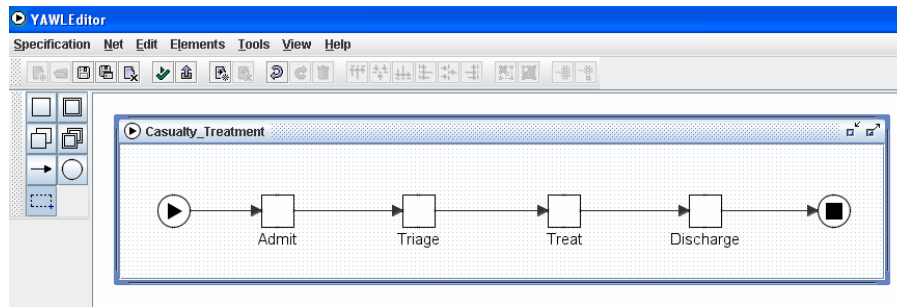 YAWLEditor
Specification Net Edit Elements Tools View Help
Casualty_Treatment
Admit Triage Treat Discharge